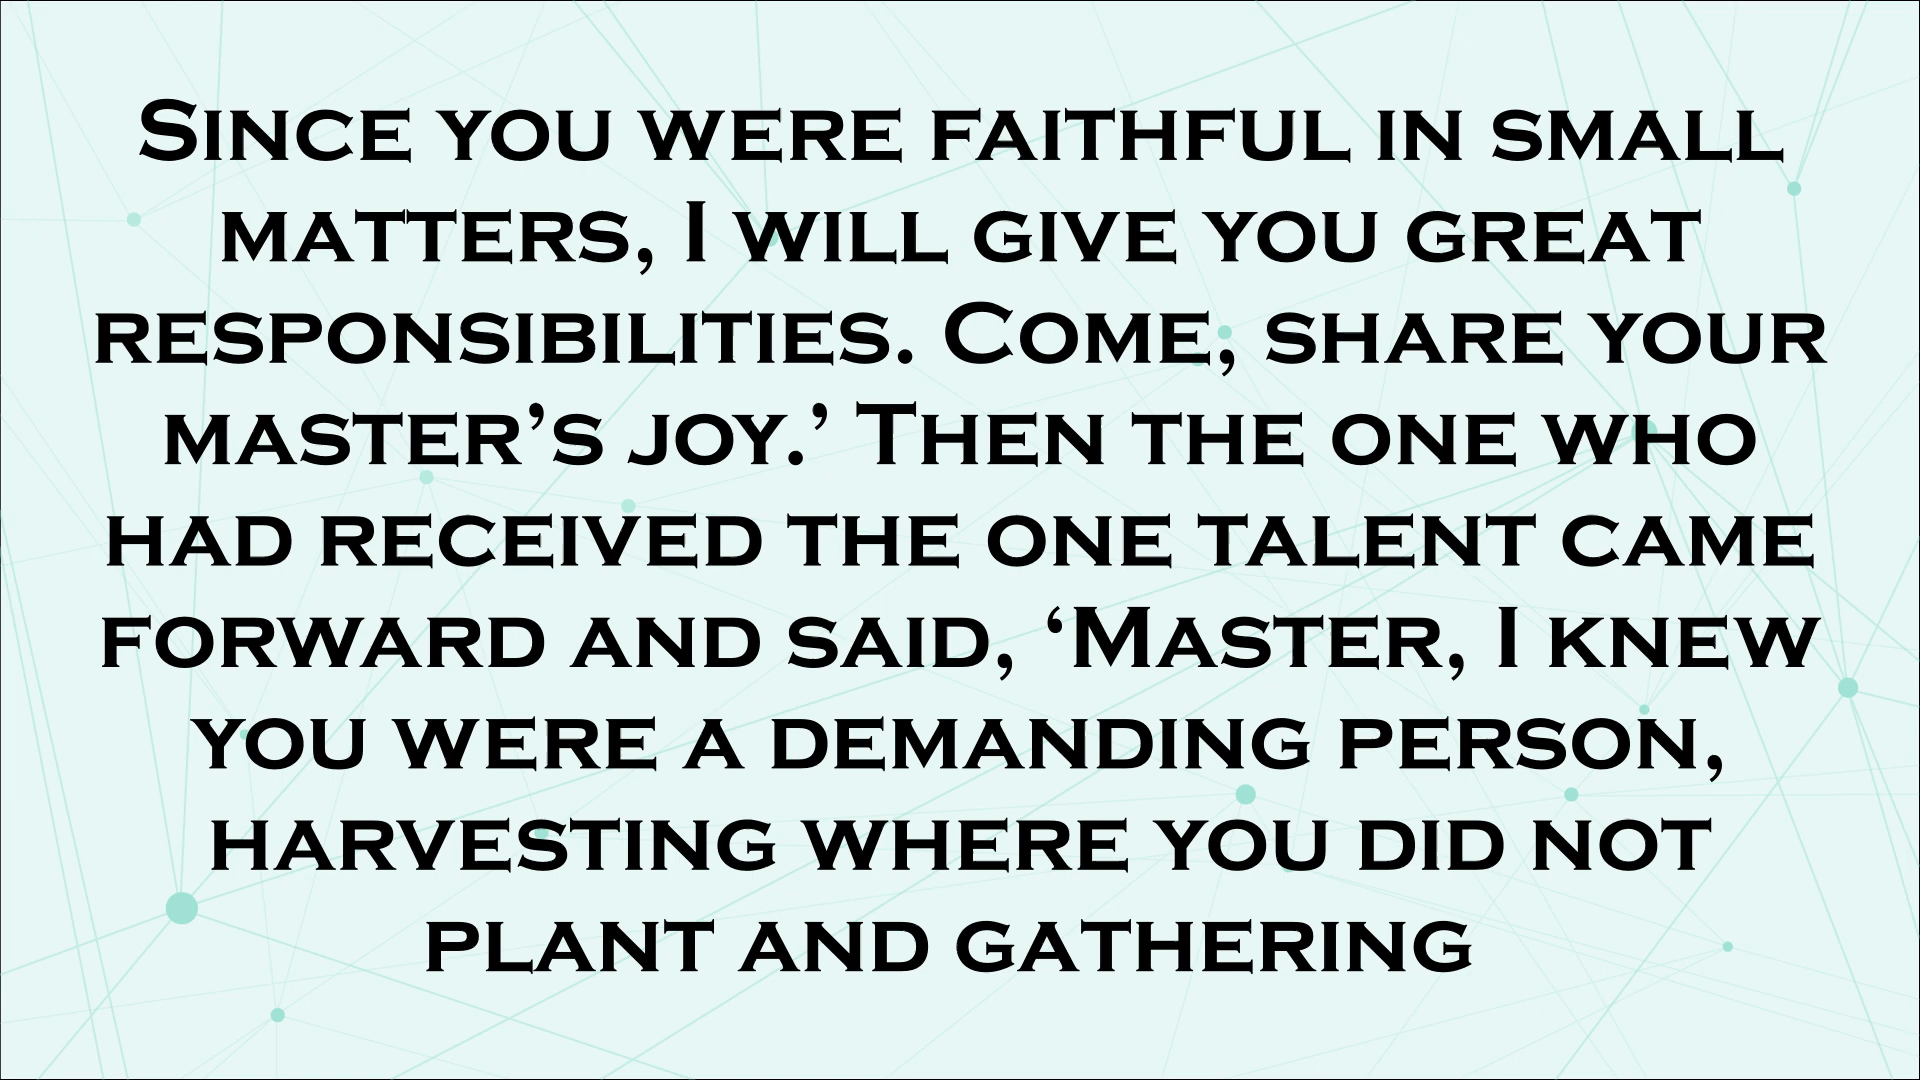 Since you were faithful in small
matters, I will give you great
responsibilities. Come, share your
master’s joy.’ Then the one who
had received the one talent came
forward and said, ‘Master, I knew
you were a demanding person,
harvesting where you did not
plant and gathering